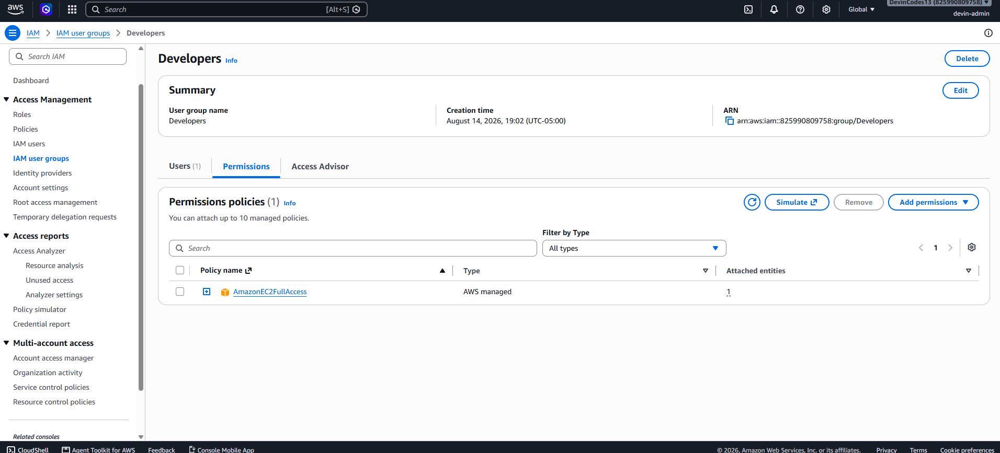 aws
Search [Alt+S]
Global
DevinCodes13 (825990809758)
devin-admin
IAM
IAM user groups
Developers
Search IAM
Dashboard
Access Management
Roles
Policies
IAM users
IAM user groups
Identity providers
Account settings
Root access management
Temporary delegation requests
Access reports
Access Analyzer
Resource analysis
Unused access
Analyzer settings
Policy simulator
Credential report
Multi-account access
Account access manager
Organization activity
Service control policies
Resource control policies
Related consoles
Developers Info
Delete
Summary
Edit
User group name
Developers
Creation time
August 14, 2026, 19:02 (UTC-05:00)
ARN
arn:aws:iam::825990809758:group/Developers
Users (1)
Permissions
Access Advisor
Permissions policies (1) Info
You can attach up to 10 managed policies.
Simulate
Remove
Add permissions
Filter by Type
Search
All types
1
Policy name
Type
Attached entities
AmazonEC2FullAccess
AWS managed
1
CloudShell
Agent Toolkit for AWS
Feedback
Console Mobile App
© 2026, Amazon Web Services, Inc. or its affiliates.
Privacy
Terms
Cookie preferences